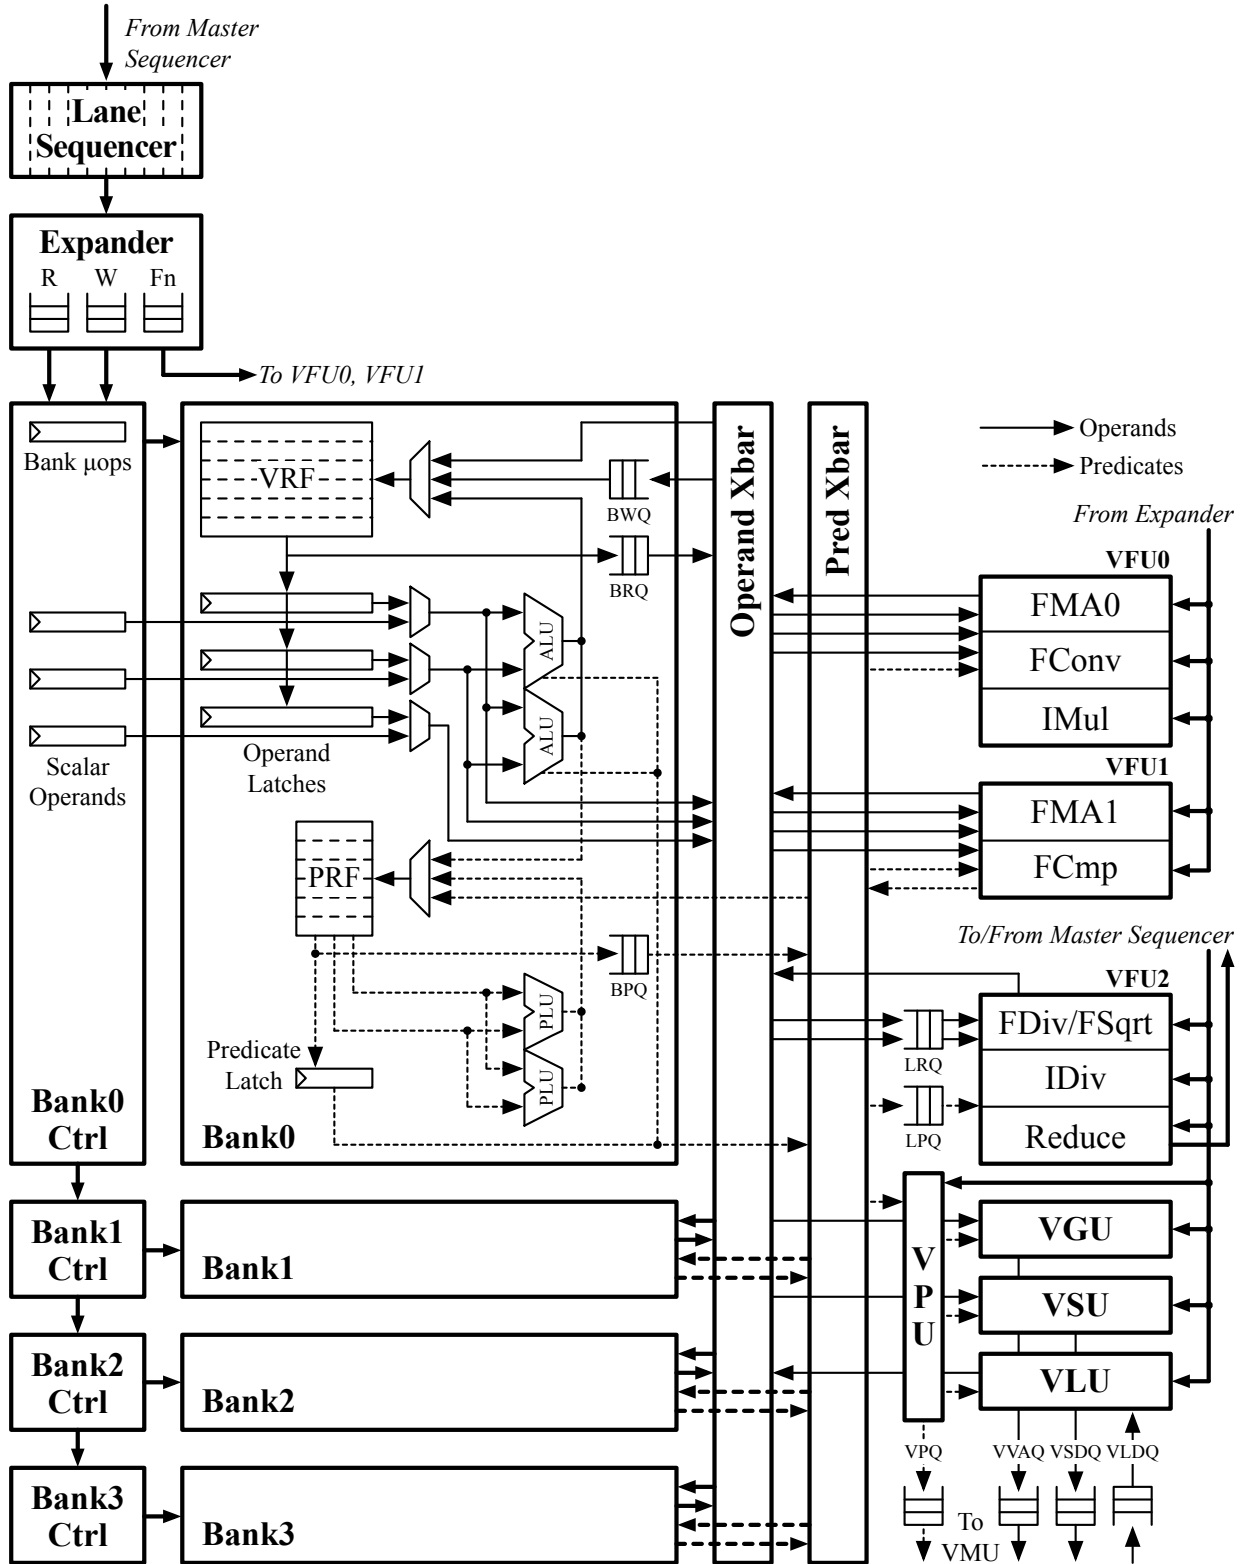 From Master
Sequencer
Lane
Sequencer
Expander
R W Fn
To VFU0, VFU1
Bank μops
VRF
BWQ
BRQ
Operand Xbar
Pred Xbar
Operands
Predicates
From Expander
VFU0
FMA0
FConv
IMul
ALU
ALU
Scalar
Operands
Operand
Latches
VFU1
FMA1
FCmp
PRF
BPQ
To/From Master Sequencer
VFU2
FDiv/FSqrt
IDiv
Reduce
LRQ
LPQ
PLU
PLU
Predicate
Latch
Bank0
Ctrl
Bank0
Bank1
Ctrl
Bank1
VPU
VGU
VSU
VLU
Bank2
Ctrl
Bank2
VPQ VVAQ VSDQ VLDQ
Bank3
Ctrl
Bank3
To
VMU